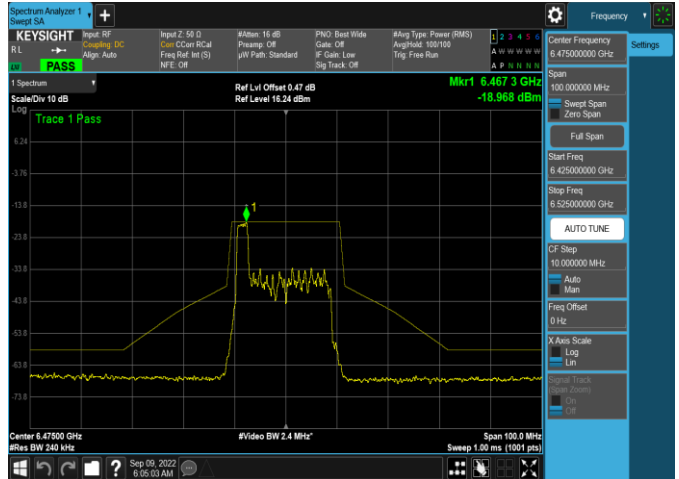 Spectrum Analyzer 1
Swept SA
Frequency
KEYSIGHT
Input: RF
Coupling: DC
Align: Auto
Input Z: 50 Ω
Corr CCorr RCal
Freq Ref: Int (S)
NFE: Off
#Atten: 16 dB
Preamp: Off
µW Path: Standard
PNO: Best Wide
Gate: Off
IF Gain: Low
Sig Track: Off
#Avg Type: Power (RMS)
Avg|Hold: 100/100
Trig: Free Run
1 2 3 4 5 6
A W W W W W
A P N N N N
RL
PASS
1 Spectrum
Scale/Div 10 dB
Ref Lvl Offset 0.47 dB
Ref Level 16.24 dBm
Mkr1 6.467 3 GHz
-18.968 dBm
Log
Trace 1 Pass
6.24
-3.76
-13.8
-23.8
-33.8
-43.8
-53.8
-63.8
-73.8
1
Center 6.47500 GHz
#Res BW 240 kHz
#Video BW 2.4 MHz*
Span 100.0 MHz
Sweep 1.00 ms (1001 pts)
Sep 09, 2022
6:05:03 AM
Center Frequency
6.475000000 GHz
Settings
Span
100.000000 MHz
Swept Span
Zero Span
Full Span
Start Freq
6.425000000 GHz
Stop Freq
6.525000000 GHz
AUTO TUNE
CF Step
10.000000 MHz
Auto
Man
Freq Offset
0 Hz
X Axis Scale
Log
Lin
Signal Track
(Span Zoom)
On
Off